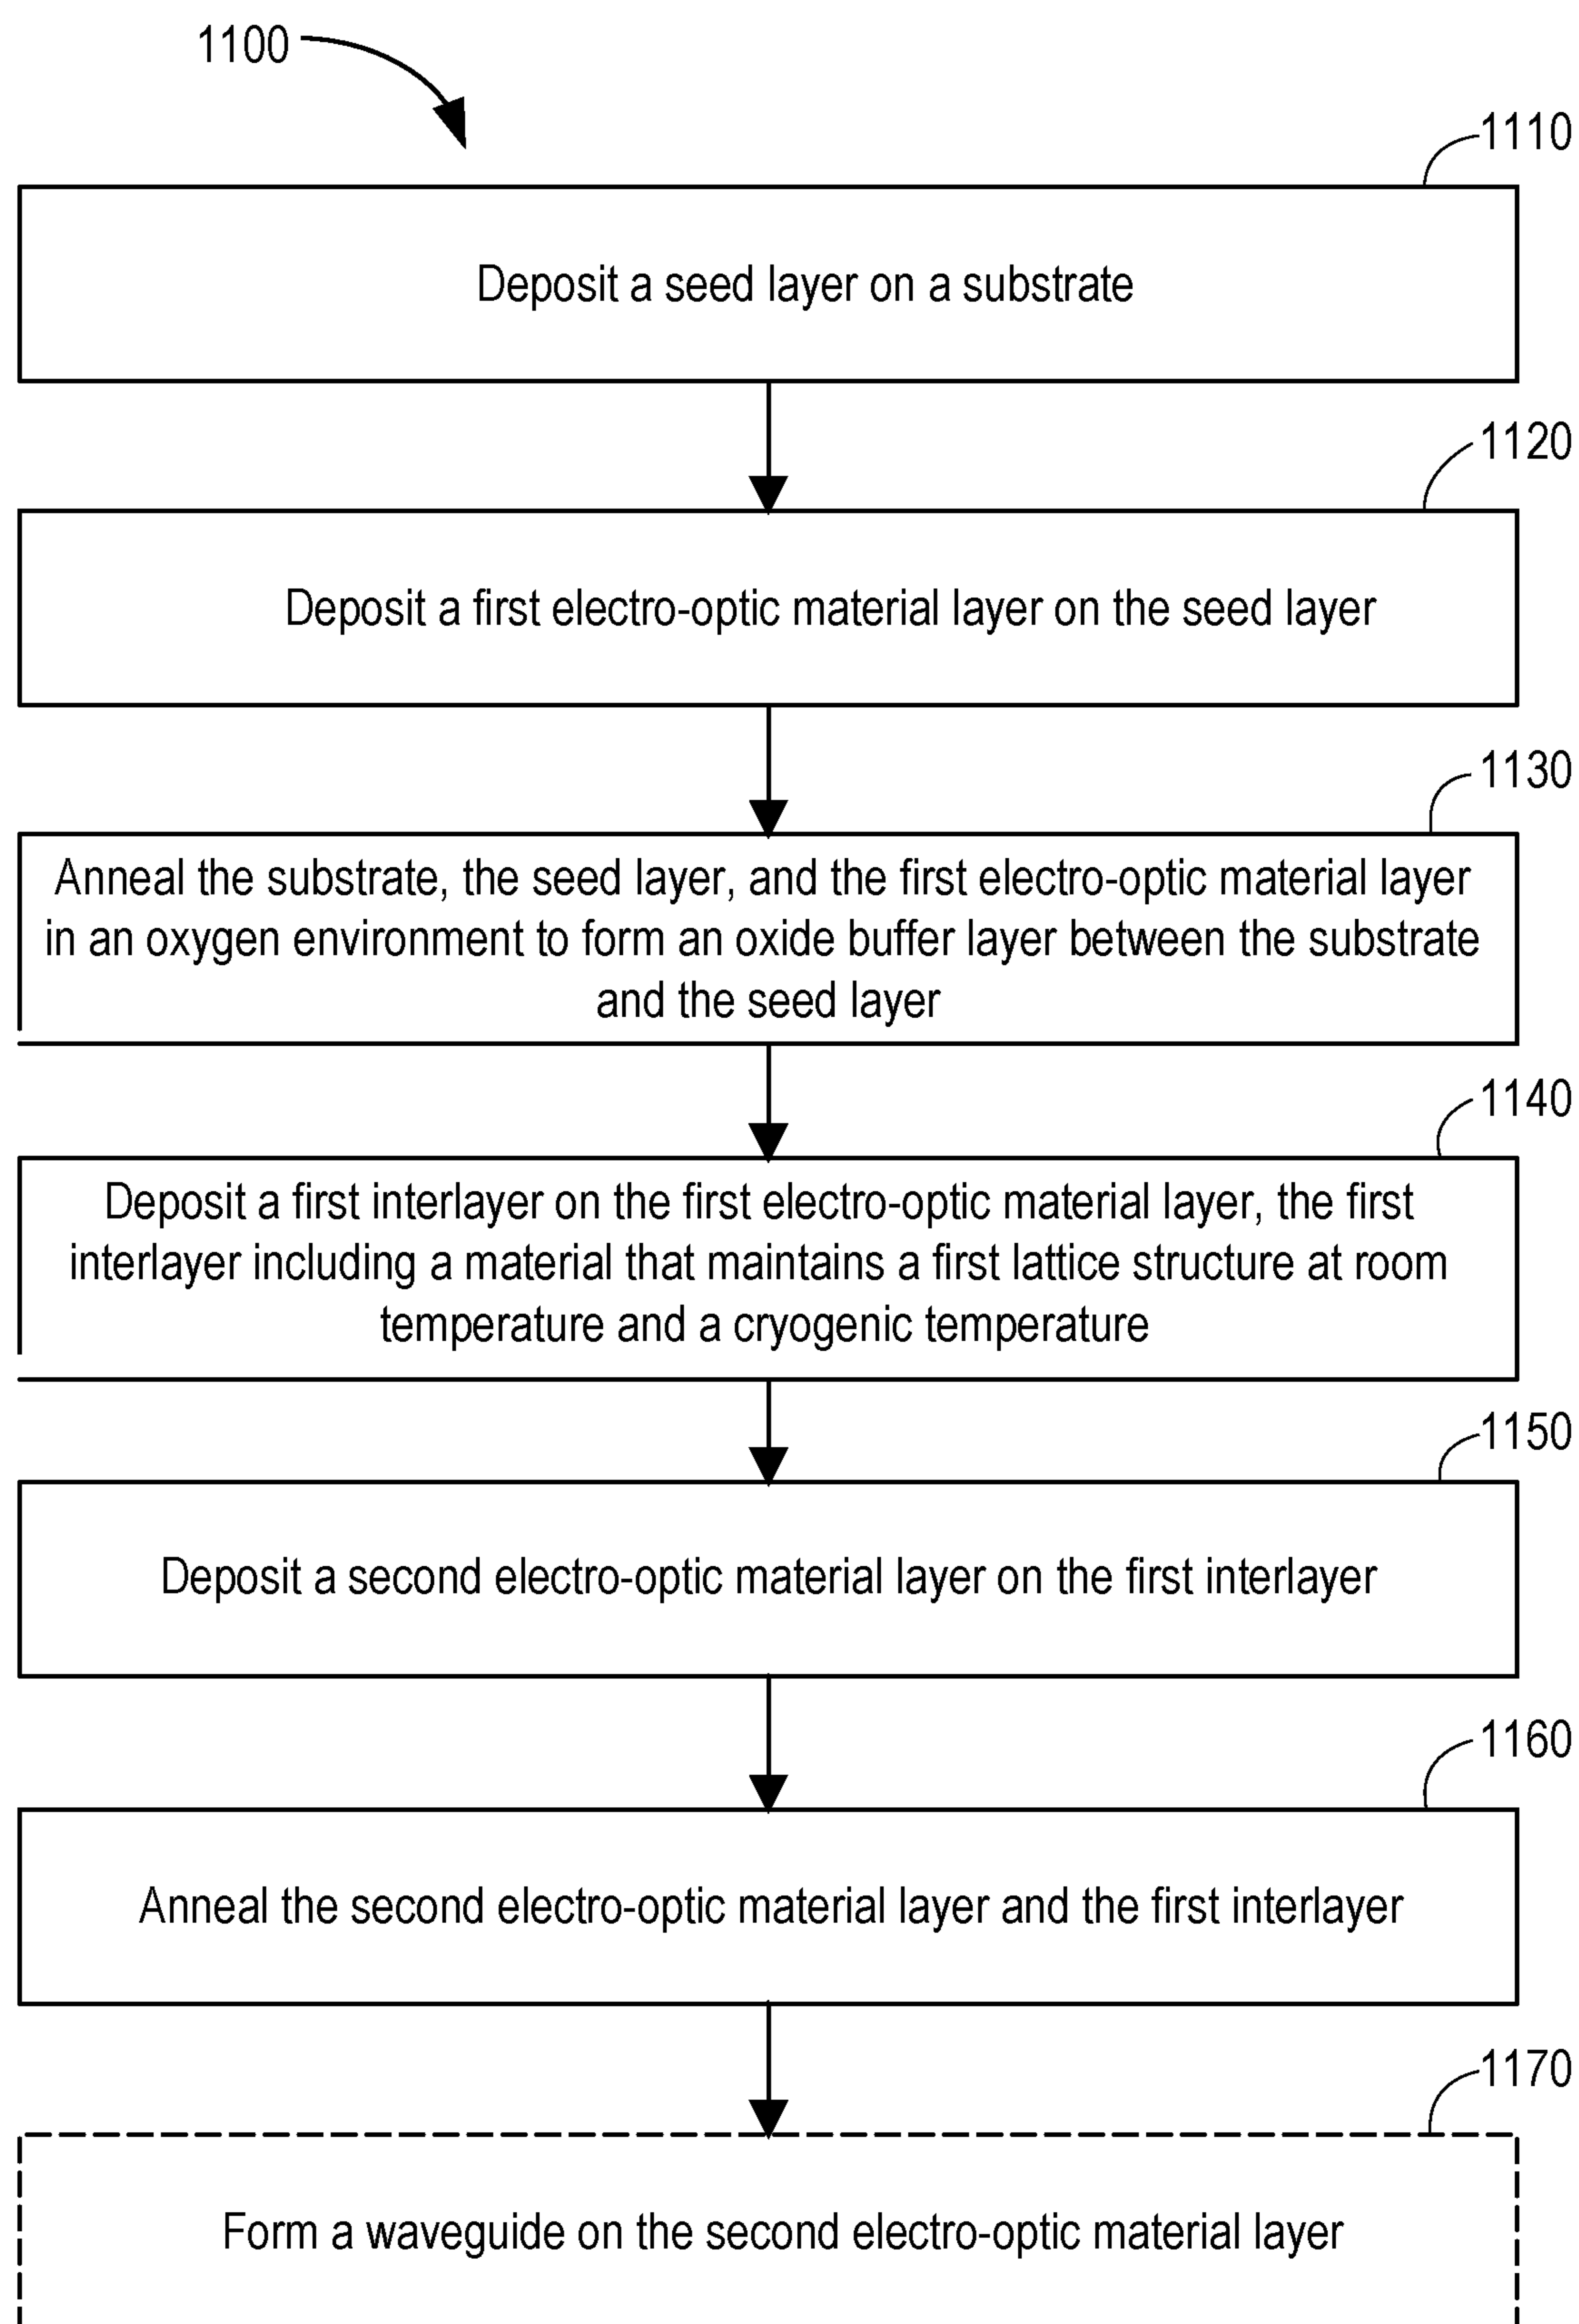 1100
1110
Deposit a seed layer on a substrate
1120
Deposit a first electro-optic material layer on the seed layer
1130
Anneal the substrate, the seed layer, and the first electro-optic material layer
in an oxygen environment to form an oxide buffer layer between the substrate
and the seed layer
1140
Deposit a first interlayer on the first electro-optic material layer, the first
interlayer including a material that maintains a first lattice structure at room
temperature and a cryogenic temperature
1150
Deposit a second electro-optic material layer on the first interlayer
1160
Anneal the second electro-optic material layer and the first interlayer
1170
Form a waveguide on the second electro-optic material layer